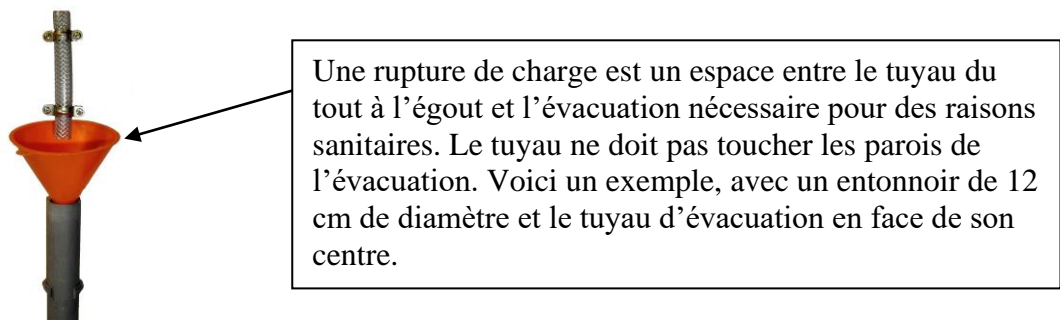 Une rupture de charge est un espace entre le tuyau du
tout à l’égout et l’évacuation nécessaire pour des raisons
sanitaires. Le tuyau ne doit pas toucher les parois de
l’évacuation. Voici un exemple, avec un entonnoir de 12
cm de diamètre et le tuyau d’évacuation en face de son
centre.